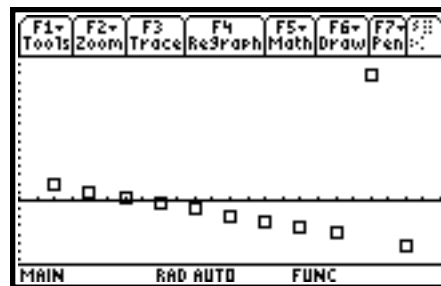 F1▾ F2▾ F3 F4 F5▾ F6▾ F7▾
Tools Zoom Trace ReGraph Math Draw Pen
MAIN RAD AUTO FUNC